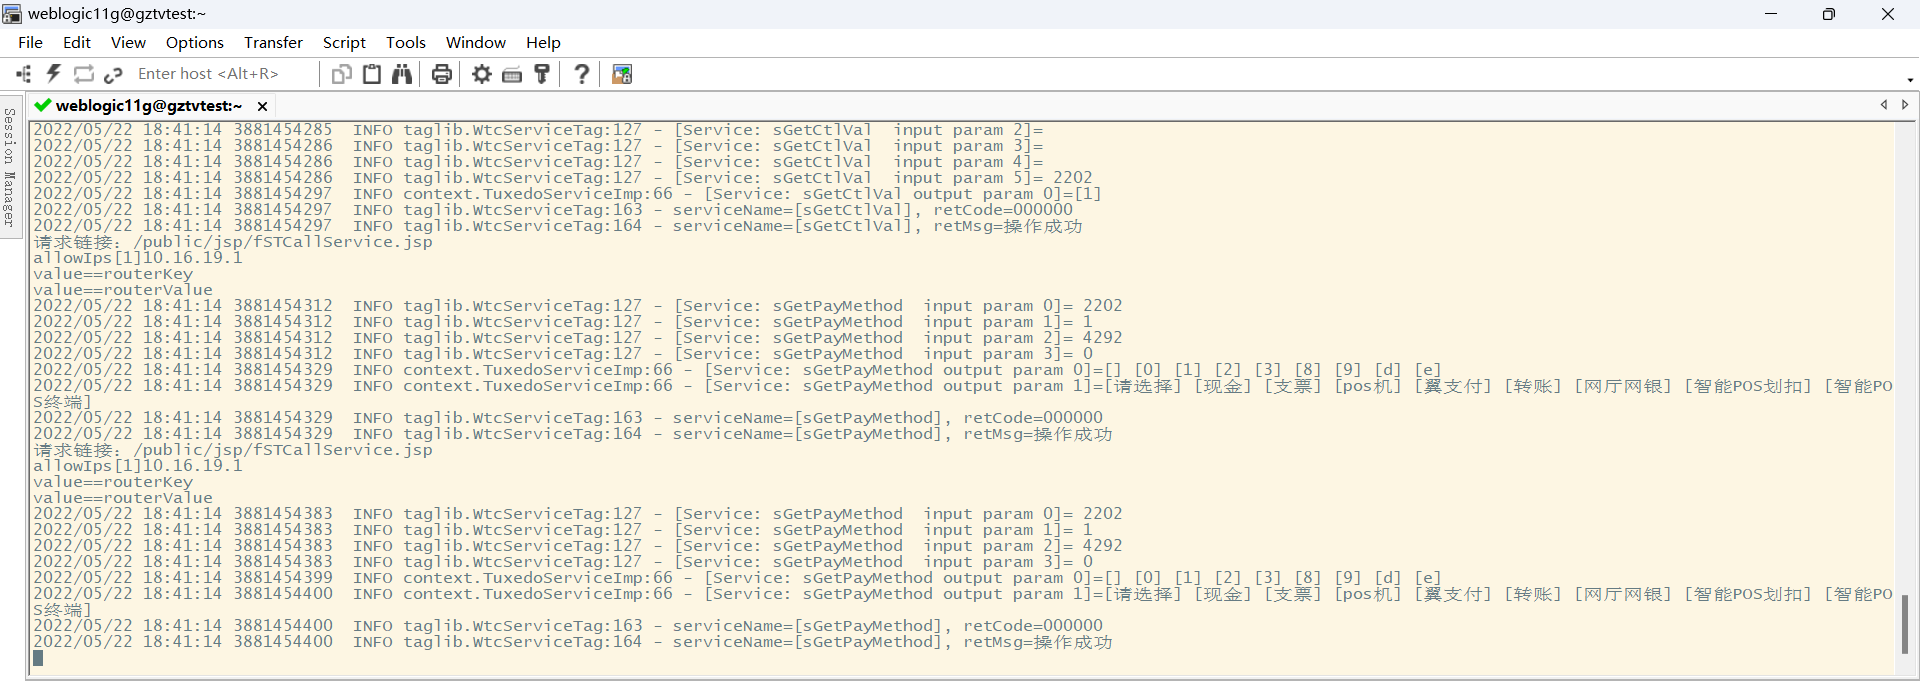 weblogic11g@gztvtest:~
File Edit View Options Transfer Script Tools Window Help
Enter host <Alt+R>
Session Manager
weblogic11g@gztvtest:~
2022/05/22 18:41:14 3881454285  INFO taglib.WtcServiceTag:127 - [Service: sGetCtlVal  input param 2]=
2022/05/22 18:41:14 3881454286  INFO taglib.WtcServiceTag:127 - [Service: sGetCtlVal  input param 3]=
2022/05/22 18:41:14 3881454286  INFO taglib.WtcServiceTag:127 - [Service: sGetCtlVal  input param 4]=
2022/05/22 18:41:14 3881454286  INFO taglib.WtcServiceTag:127 - [Service: sGetCtlVal  input param 5]= 2202
2022/05/22 18:41:14 3881454297  INFO context.TuxedoServiceImp:66 - [Service: sGetCtlVal output param 0]=[1]
2022/05/22 18:41:14 3881454297  INFO taglib.WtcServiceTag:163 - serviceName=[sGetCtlVal], retCode=000000
2022/05/22 18:41:14 3881454297  INFO taglib.WtcServiceTag:164 - serviceName=[sGetCtlVal], retMsg=操作成功
请求链接: /public/jsp/fSTCallService.jsp
allowIps[1]10.16.19.1
value==routerKey
value==routerValue
2022/05/22 18:41:14 3881454312  INFO taglib.WtcServiceTag:127 - [Service: sGetPayMethod  input param 0]= 2202
2022/05/22 18:41:14 3881454312  INFO taglib.WtcServiceTag:127 - [Service: sGetPayMethod  input param 1]= 1
2022/05/22 18:41:14 3881454312  INFO taglib.WtcServiceTag:127 - [Service: sGetPayMethod  input param 2]= 4292
2022/05/22 18:41:14 3881454312  INFO taglib.WtcServiceTag:127 - [Service: sGetPayMethod  input param 3]= 0
2022/05/22 18:41:14 3881454329  INFO context.TuxedoServiceImp:66 - [Service: sGetPayMethod output param 0]=[] [0] [1] [2] [3] [8] [9] [d] [e]
2022/05/22 18:41:14 3881454329  INFO context.TuxedoServiceImp:66 - [Service: sGetPayMethod output param 1]=[请选择] [现金] [支票] [pos机] [翼支付] [转账] [网厅网银] [智能POS划扣] [智能PO
S终端]
2022/05/22 18:41:14 3881454329  INFO taglib.WtcServiceTag:163 - serviceName=[sGetPayMethod], retCode=000000
2022/05/22 18:41:14 3881454329  INFO taglib.WtcServiceTag:164 - serviceName=[sGetPayMethod], retMsg=操作成功
请求链接: /public/jsp/fSTCallService.jsp
allowIps[1]10.16.19.1
value==routerKey
value==routerValue
2022/05/22 18:41:14 3881454383  INFO taglib.WtcServiceTag:127 - [Service: sGetPayMethod  input param 0]= 2202
2022/05/22 18:41:14 3881454383  INFO taglib.WtcServiceTag:127 - [Service: sGetPayMethod  input param 1]= 1
2022/05/22 18:41:14 3881454383  INFO taglib.WtcServiceTag:127 - [Service: sGetPayMethod  input param 2]= 4292
2022/05/22 18:41:14 3881454383  INFO taglib.WtcServiceTag:127 - [Service: sGetPayMethod  input param 3]= 0
2022/05/22 18:41:14 3881454399  INFO context.TuxedoServiceImp:66 - [Service: sGetPayMethod output param 0]=[] [0] [1] [2] [3] [8] [9] [d] [e]
2022/05/22 18:41:14 3881454400  INFO context.TuxedoServiceImp:66 - [Service: sGetPayMethod output param 1]=[请选择] [现金] [支票] [pos机] [翼支付] [转账] [网厅网银] [智能POS划扣] [智能PO
S终端]
2022/05/22 18:41:14 3881454400  INFO taglib.WtcServiceTag:163 - serviceName=[sGetPayMethod], retCode=000000
2022/05/22 18:41:14 3881454400  INFO taglib.WtcServiceTag:164 - serviceName=[sGetPayMethod], retMsg=操作成功